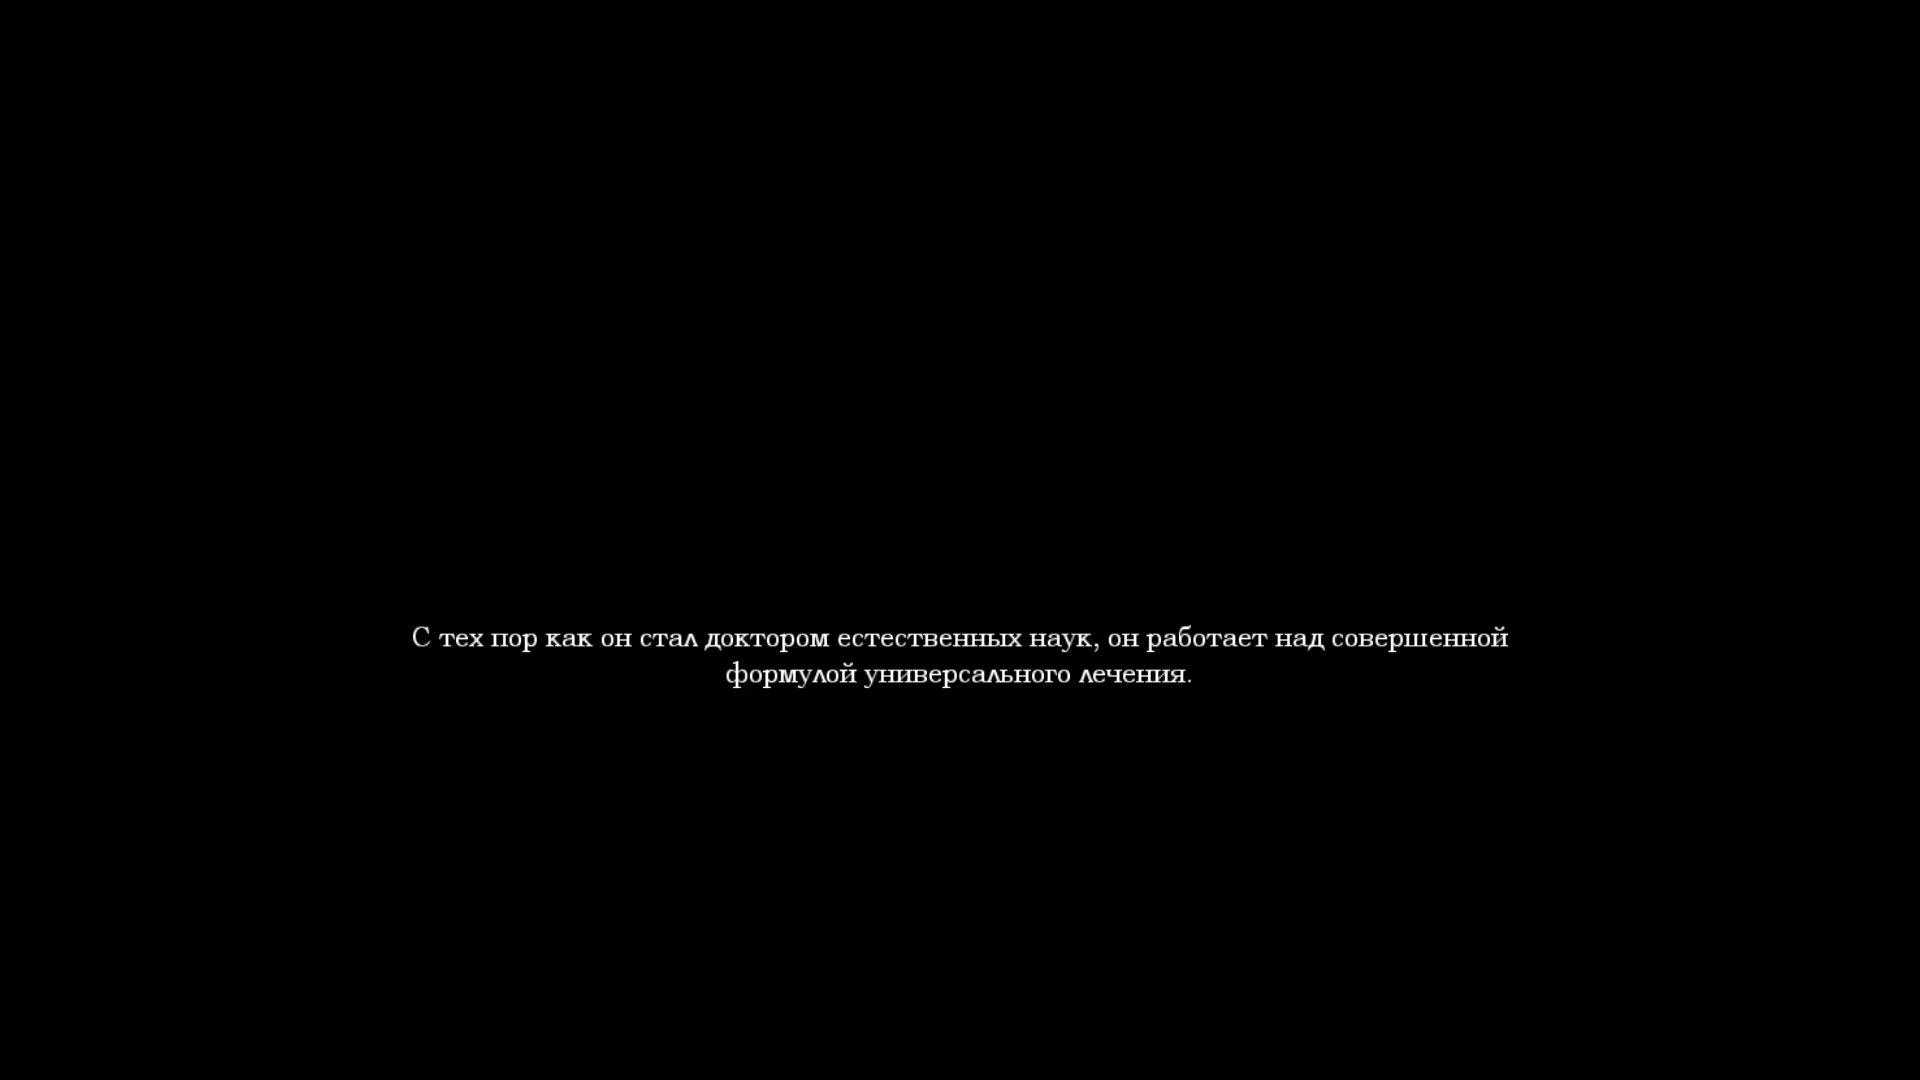 С тех пор как он стал доктором естественных наук, он работает над совершенной
формулой универсального лечения.